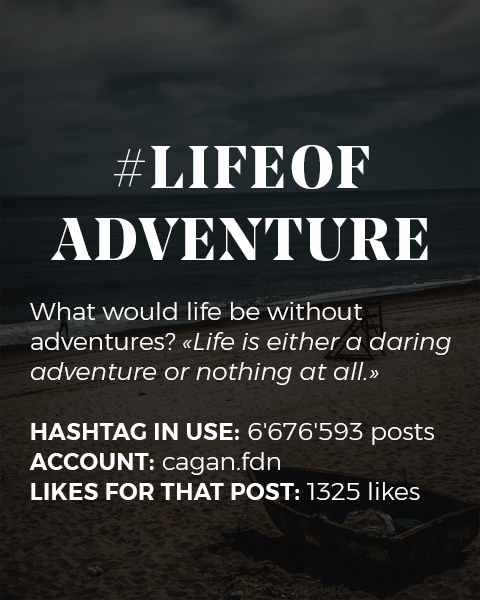 #LIFEOF
ADVENTURE
What would life be without
adventures? «Life is either a daring
adventure or nothing at all.»
HASHTAG IN USE: 6'676'593 posts
ACCOUNT: cagan.fdn
LIKES FOR THAT POST: 1325 likes